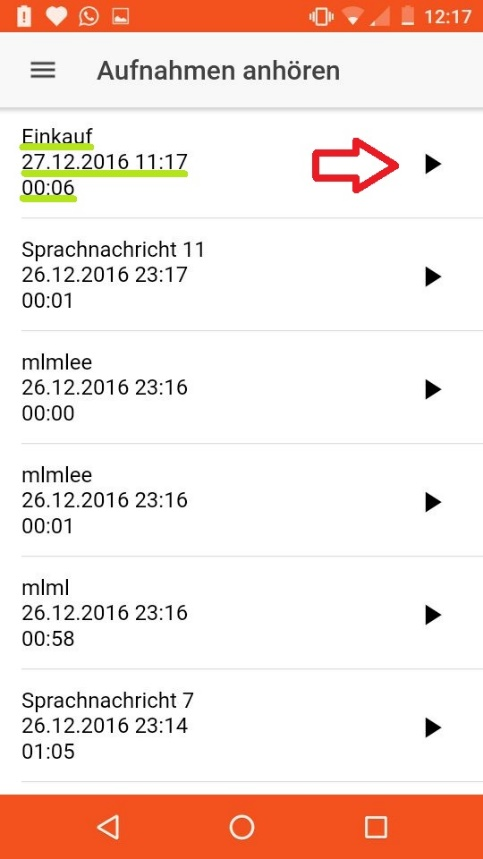 12:17
Aufnahmen anhören
Einkauf
27.12.2016 11:17
00:06
Sprachnachricht 11
26.12.2016 23:17
00:01
mlmlee
26.12.2016 23:16
00:00
mlmlee
26.12.2016 23:16
00:01
mlml
26.12.2016 23:16
00:58
Sprachnachricht 7
26.12.2016 23:14
01:05